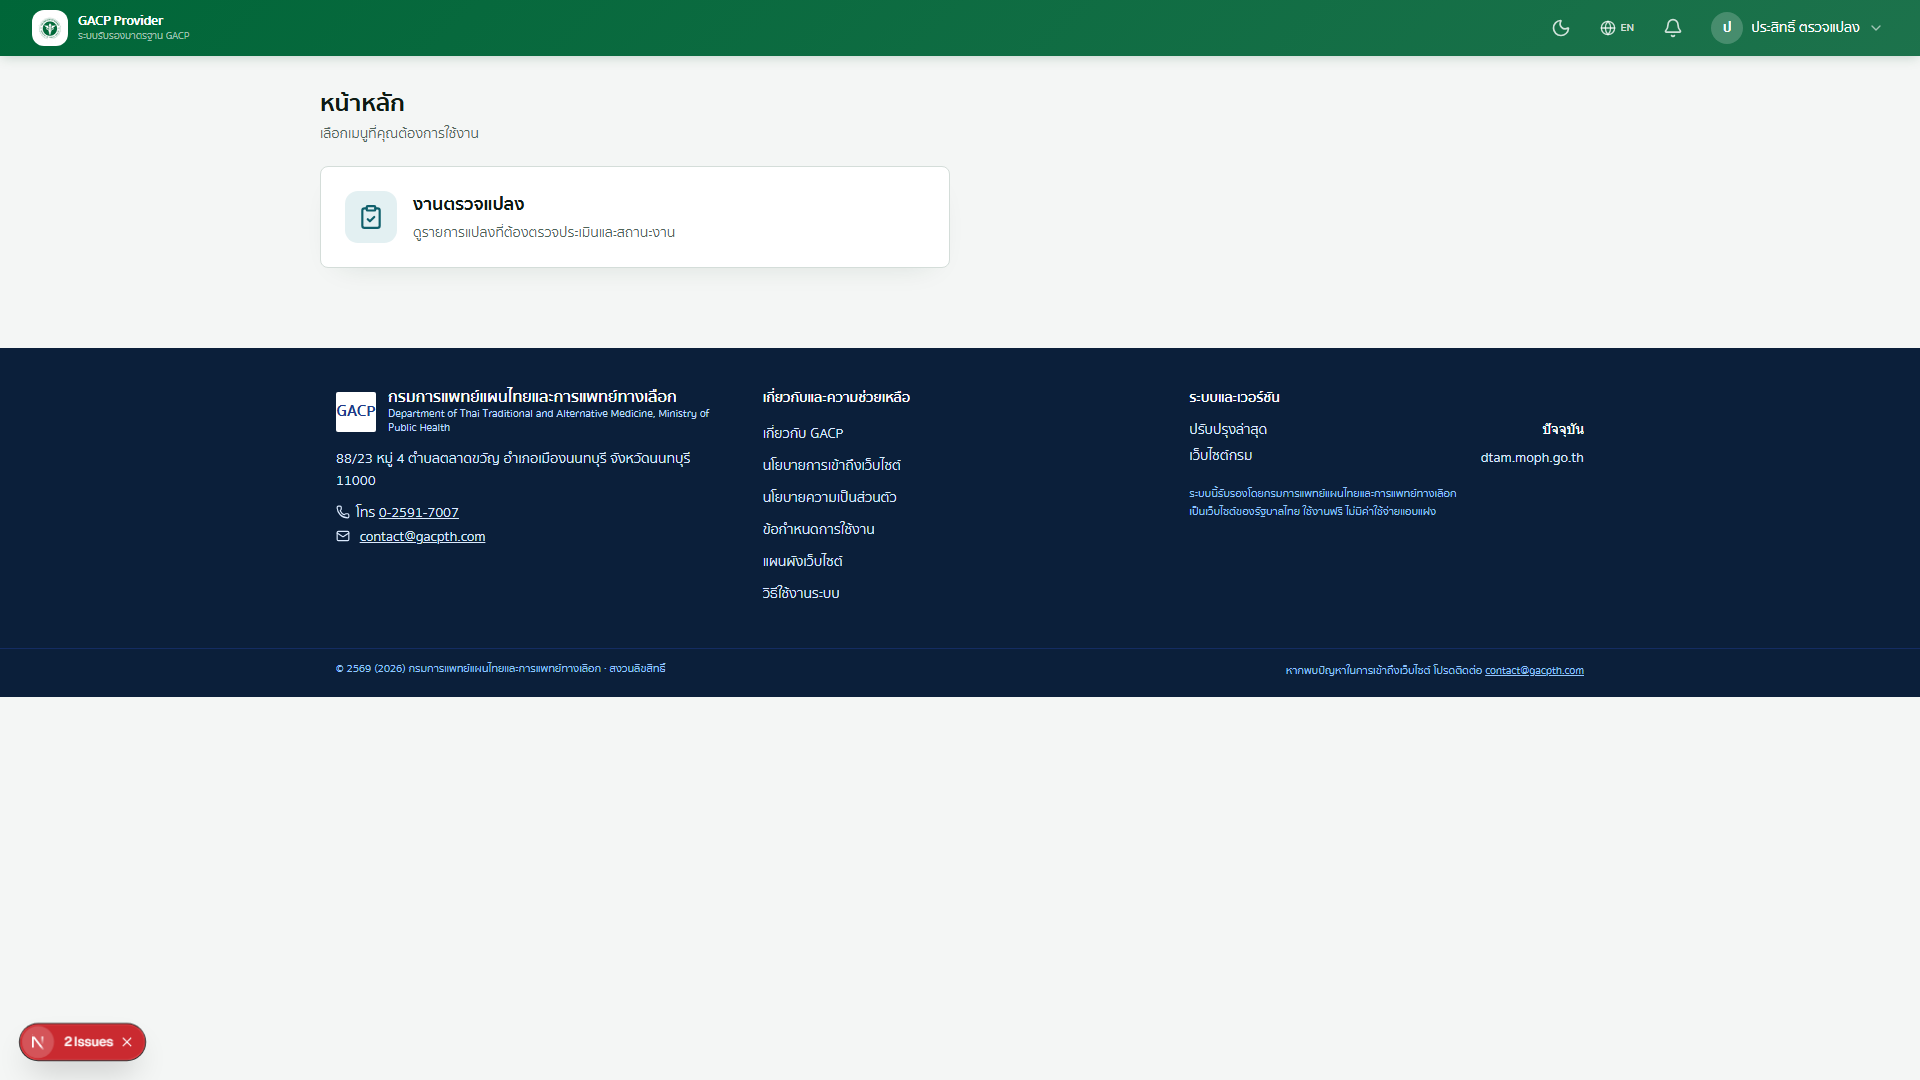 GACP Provider
ระบบรับรองมาตรฐาน GACP
EN
ป
ประสิทธิ์ ตรวจแปลง
หน้าหลัก
เลือกเมนูที่คุณต้องการใช้งาน
งานตรวจแปลง
ดูรายการแปลงที่ต้องตรวจประเมินและสถานะงาน
GACP
กรมการแพทย์แผนไทยและการแพทย์ทางเลือก
Department of Thai Traditional and Alternative Medicine, Ministry of
Public Health
88/23 หมู่ 4 ตำบลตลาดขวัญ อำเภอเมืองนนทบุรี จังหวัดนนทบุรี
11000
โทร 0-2591-7007
contact@gacpth.com
เกี่ยวกับและความช่วยเหลือ
เกี่ยวกับ GACP
นโยบายการเข้าถึงเว็บไซต์
นโยบายความเป็นส่วนตัว
ข้อกำหนดการใช้งาน
แผนผังเว็บไซต์
วิธีใช้งานระบบ
ระบบและเวอร์ชัน
ปรับปรุงล่าสุด ปัจจุบัน
เว็บไซต์กรม dtam.moph.go.th
ระบบนี้รับรองโดยกรมการแพทย์แผนไทยและการแพทย์ทางเลือก
เป็นเว็บไซต์ของรัฐบาลไทย ใช้งานฟรี ไม่มีค่าใช้จ่ายแอบแฝง
© 2569 (2026) กรมการแพทย์แผนไทยและการแพทย์ทางเลือก · สงวนลิขสิทธิ์
หากพบปัญหาในการเข้าถึงเว็บไซต์ โปรดติดต่อ contact@gacpth.com
N 2 Issues